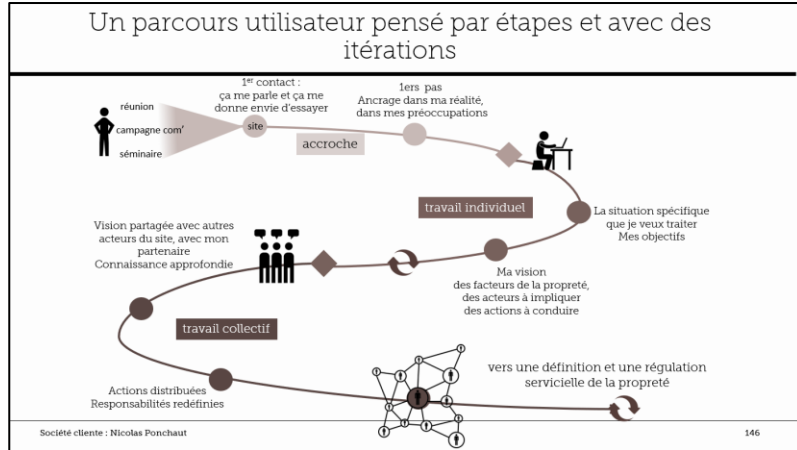 Un parcours utilisateur pensé par étapes et avec des
itérations
réunion
campagne com’
séminaire
1er contact :
ça me parle et ça me
donne envie d’essayer
site
accroche
1ers pas
Ancrage dans ma réalité,
dans mes préoccupations
travail individuel
La situation spécifique
que je veux traiter
Mes objectifs
Ma vision
des facteurs de la propreté,
des acteurs à impliquer
des actions à conduire
Vision partagée avec autres
acteurs du site, avec mon
partenaire
Connaissance approfondie
travail collectif
Actions distribuées
Responsabilités redéfinies
vers une définition et une régulation
servicielle de la propreté
Société cliente : Nicolas Ponchaut
146